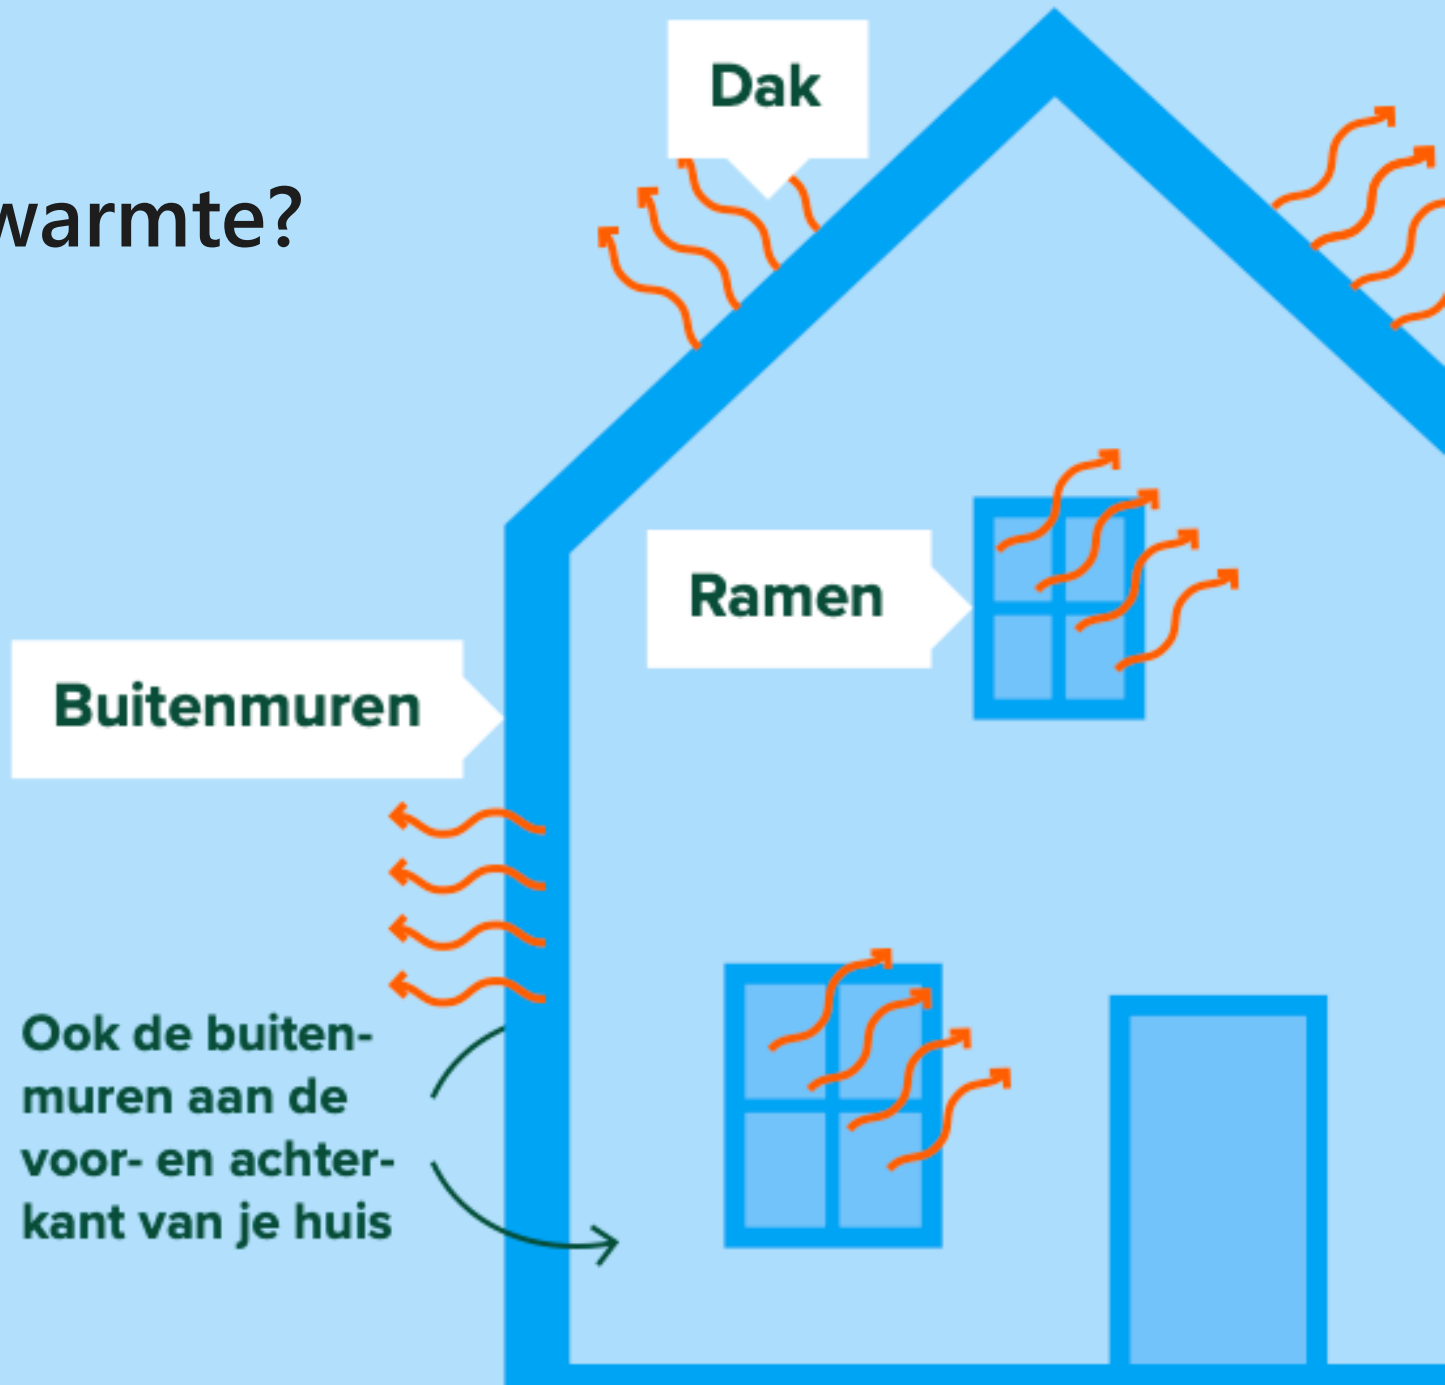 Dak
warmte?
Ramen
Buitenmuren
Ook de buiten-
muren aan de
voor- en achter-
kant van je huis